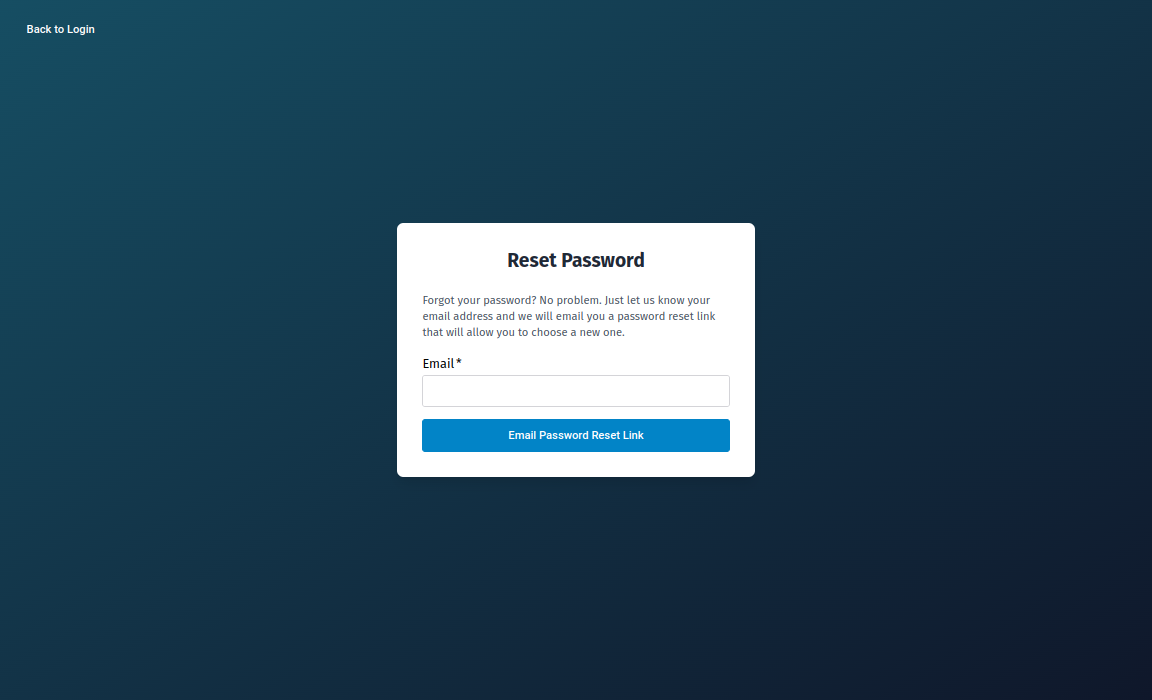 Back to Login
Reset Password
Forgot your password? No problem. Just let us know your
email address and we will email you a password reset link
that will allow you to choose a new one.
Email *
Email Password Reset Link